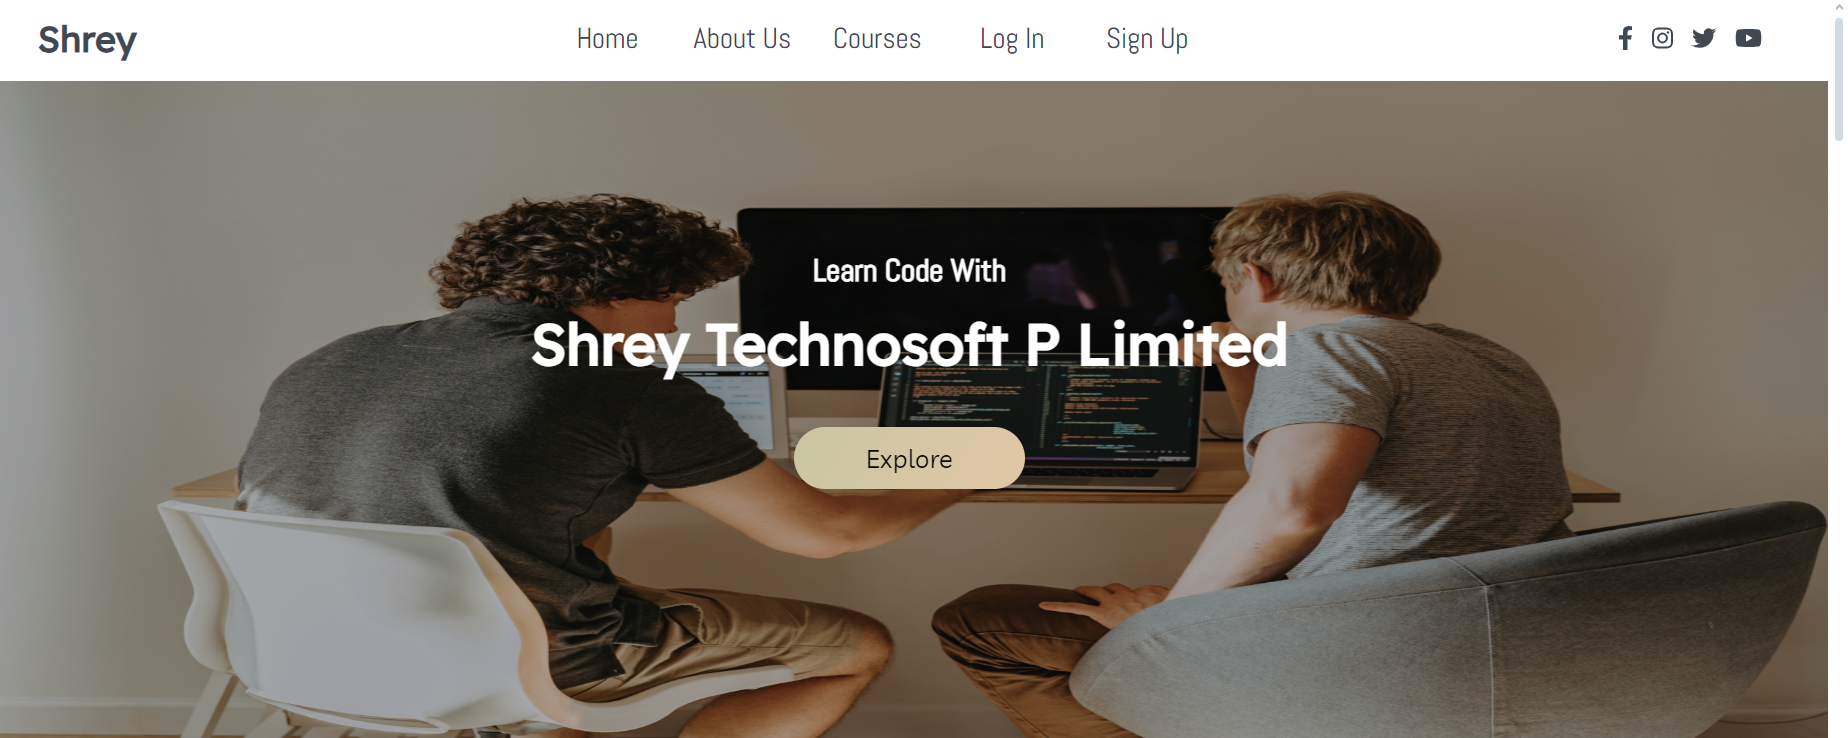 Shrey
Home About Us Courses Log In Sign Up
Learn Code With
Shrey Technosoft P Limited
Explore